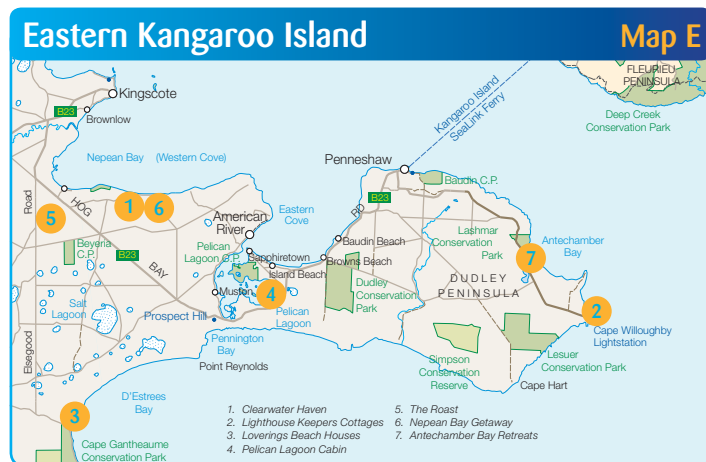 Eastern Kangaroo Island
Map E
FLEURIEU
PENINSULA
Deep Creek
Conservation Park
Kangaroo Island
SeaLink Ferry
Kingscote
B23
Brownlow
Nepean Bay (Western Cove)
Penneshaw
Baudin C.P.
B23
RD
Road
5
HOG
1
6
American
River
Eastern
Cove
Lashmar
Conservation
Park
Antechamber
Bay
7
Beyeria
C.P.
B23
BAY
Pelican
Lagoon C.P.
Sapphiretown
Island Beach
Baudin Beach
Browns Beach
DUDLEY
PENINSULA
Dudley
Conservation
Park
Muston
4
Pelican
Lagoon
Salt
Lagoon
Prospect Hill
2
Cape Willoughby
Lightstation
Elsegood
Pennington
Bay
Point Reynolds
Simpson
Conservation
Reserve
Lesuer
Conservation Park
Cape Hart
D'Estrees
Bay
3
Cape Gantheaume
Conservation Park
1. Clearwater Haven
2. Lighthouse Keepers Cottages
3. Loverings Beach Houses
4. Pelican Lagoon Cabin
5. The Roast
6. Nepean Bay Getaway
7. Antechamber Bay Retreats